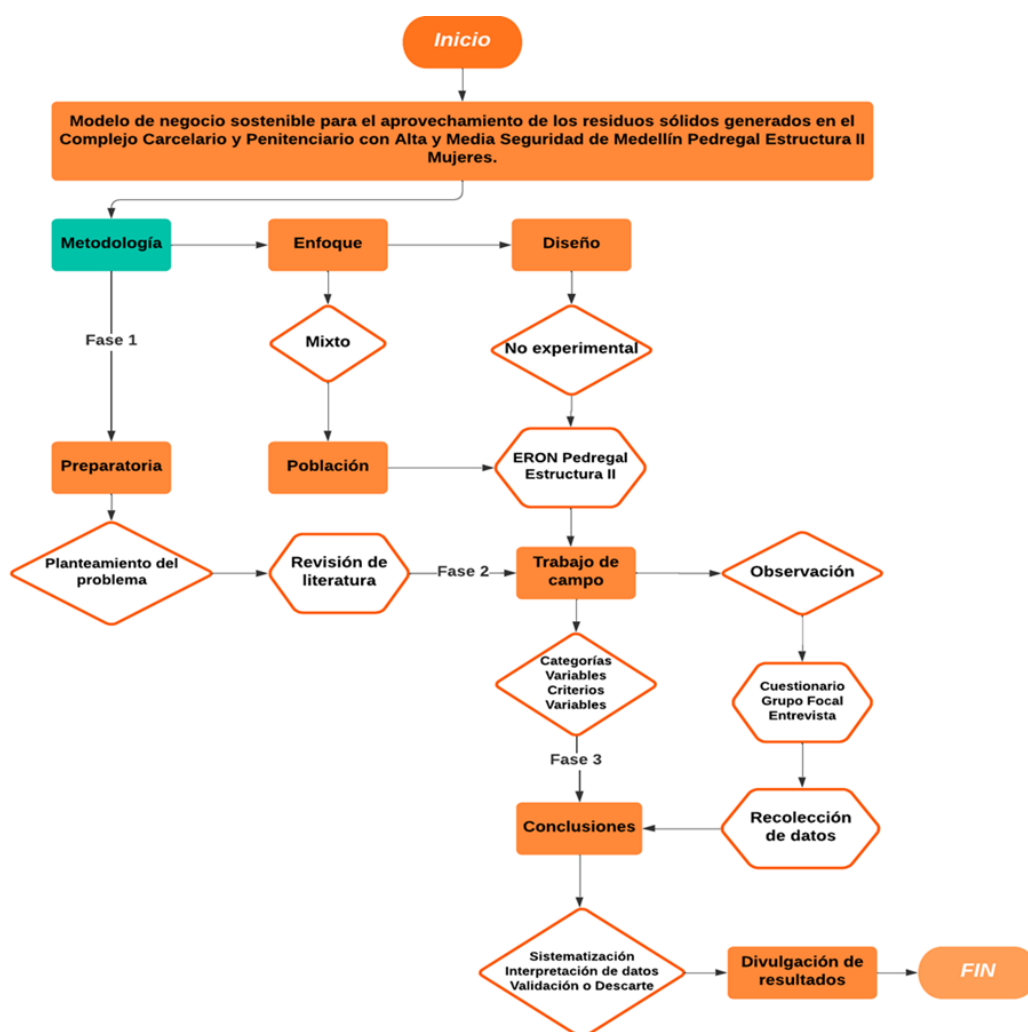 Inicio
Modelo de negocio sostenible para el aprovechamiento de los residuos sólidos generados en el
Complejo Carcelario y Penitenciario con Alta y Media Seguridad de Medellín Pedregal Estructura II
Mujeres.
Metodología
Enfoque
Diseño
Fase 1
Mixto
No experimental
Preparatoria
Población
ERON Pedregal
Estructura II
Planteamiento del
problema
Revisión de
literatura
Fase 2
Trabajo de
campo
Observación
Categorías
Variables
Criterios
Variables
Cuestionario
Grupo Focal
Entrevista
Fase 3
Conclusiones
Recolección
de datos
Sistematización
Interpretación de datos
Validación o Descarte
Divulgación de
resultados
FIN